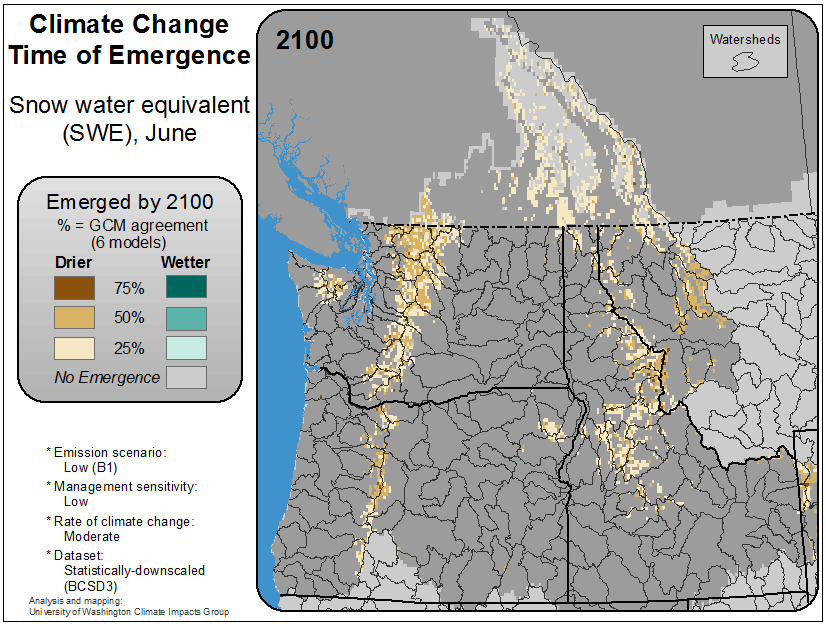 Climate Change
Time of Emergence
Snow water equivalent
(SWE), June
Emerged by 2100
% = GCM agreement
(6 models)
Drier Wetter
75%
50%
25%
No Emergence
* Emission scenario:
Low (B1)
* Management sensitivity:
Low
* Rate of climate change:
Moderate
* Dataset:
Statistically-downscaled
(BCSD3)
Analysis and mapping:
University of Washington Climate Impacts Group
2100
Watersheds